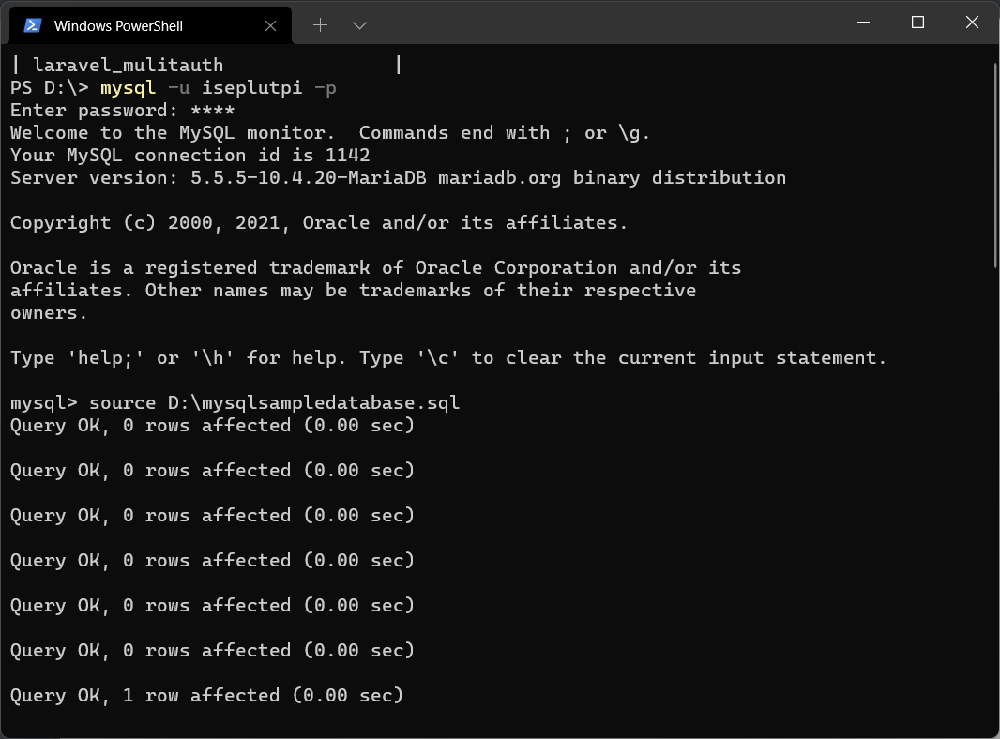 Windows PowerShell
| laravel_mulitauth               |
PS D:\> mysql -u iseplutpi -p
Enter password: ****
Welcome to the MySQL monitor.  Commands end with ; or \g.
Your MySQL connection id is 1142
Server version: 5.5.5-10.4.20-MariaDB mariadb.org binary distribution
Copyright (c) 2000, 2021, Oracle and/or its affiliates.
Oracle is a registered trademark of Oracle Corporation and/or its
affiliates. Other names may be trademarks of their respective
owners.
Type 'help;' or '\h' for help. Type '\c' to clear the current input statement.
mysql> source D:\mysqlsampledatabase.sql
Query OK, 0 rows affected (0.00 sec)
Query OK, 0 rows affected (0.00 sec)
Query OK, 0 rows affected (0.00 sec)
Query OK, 0 rows affected (0.00 sec)
Query OK, 0 rows affected (0.00 sec)
Query OK, 0 rows affected (0.00 sec)
Query OK, 1 row affected (0.00 sec)